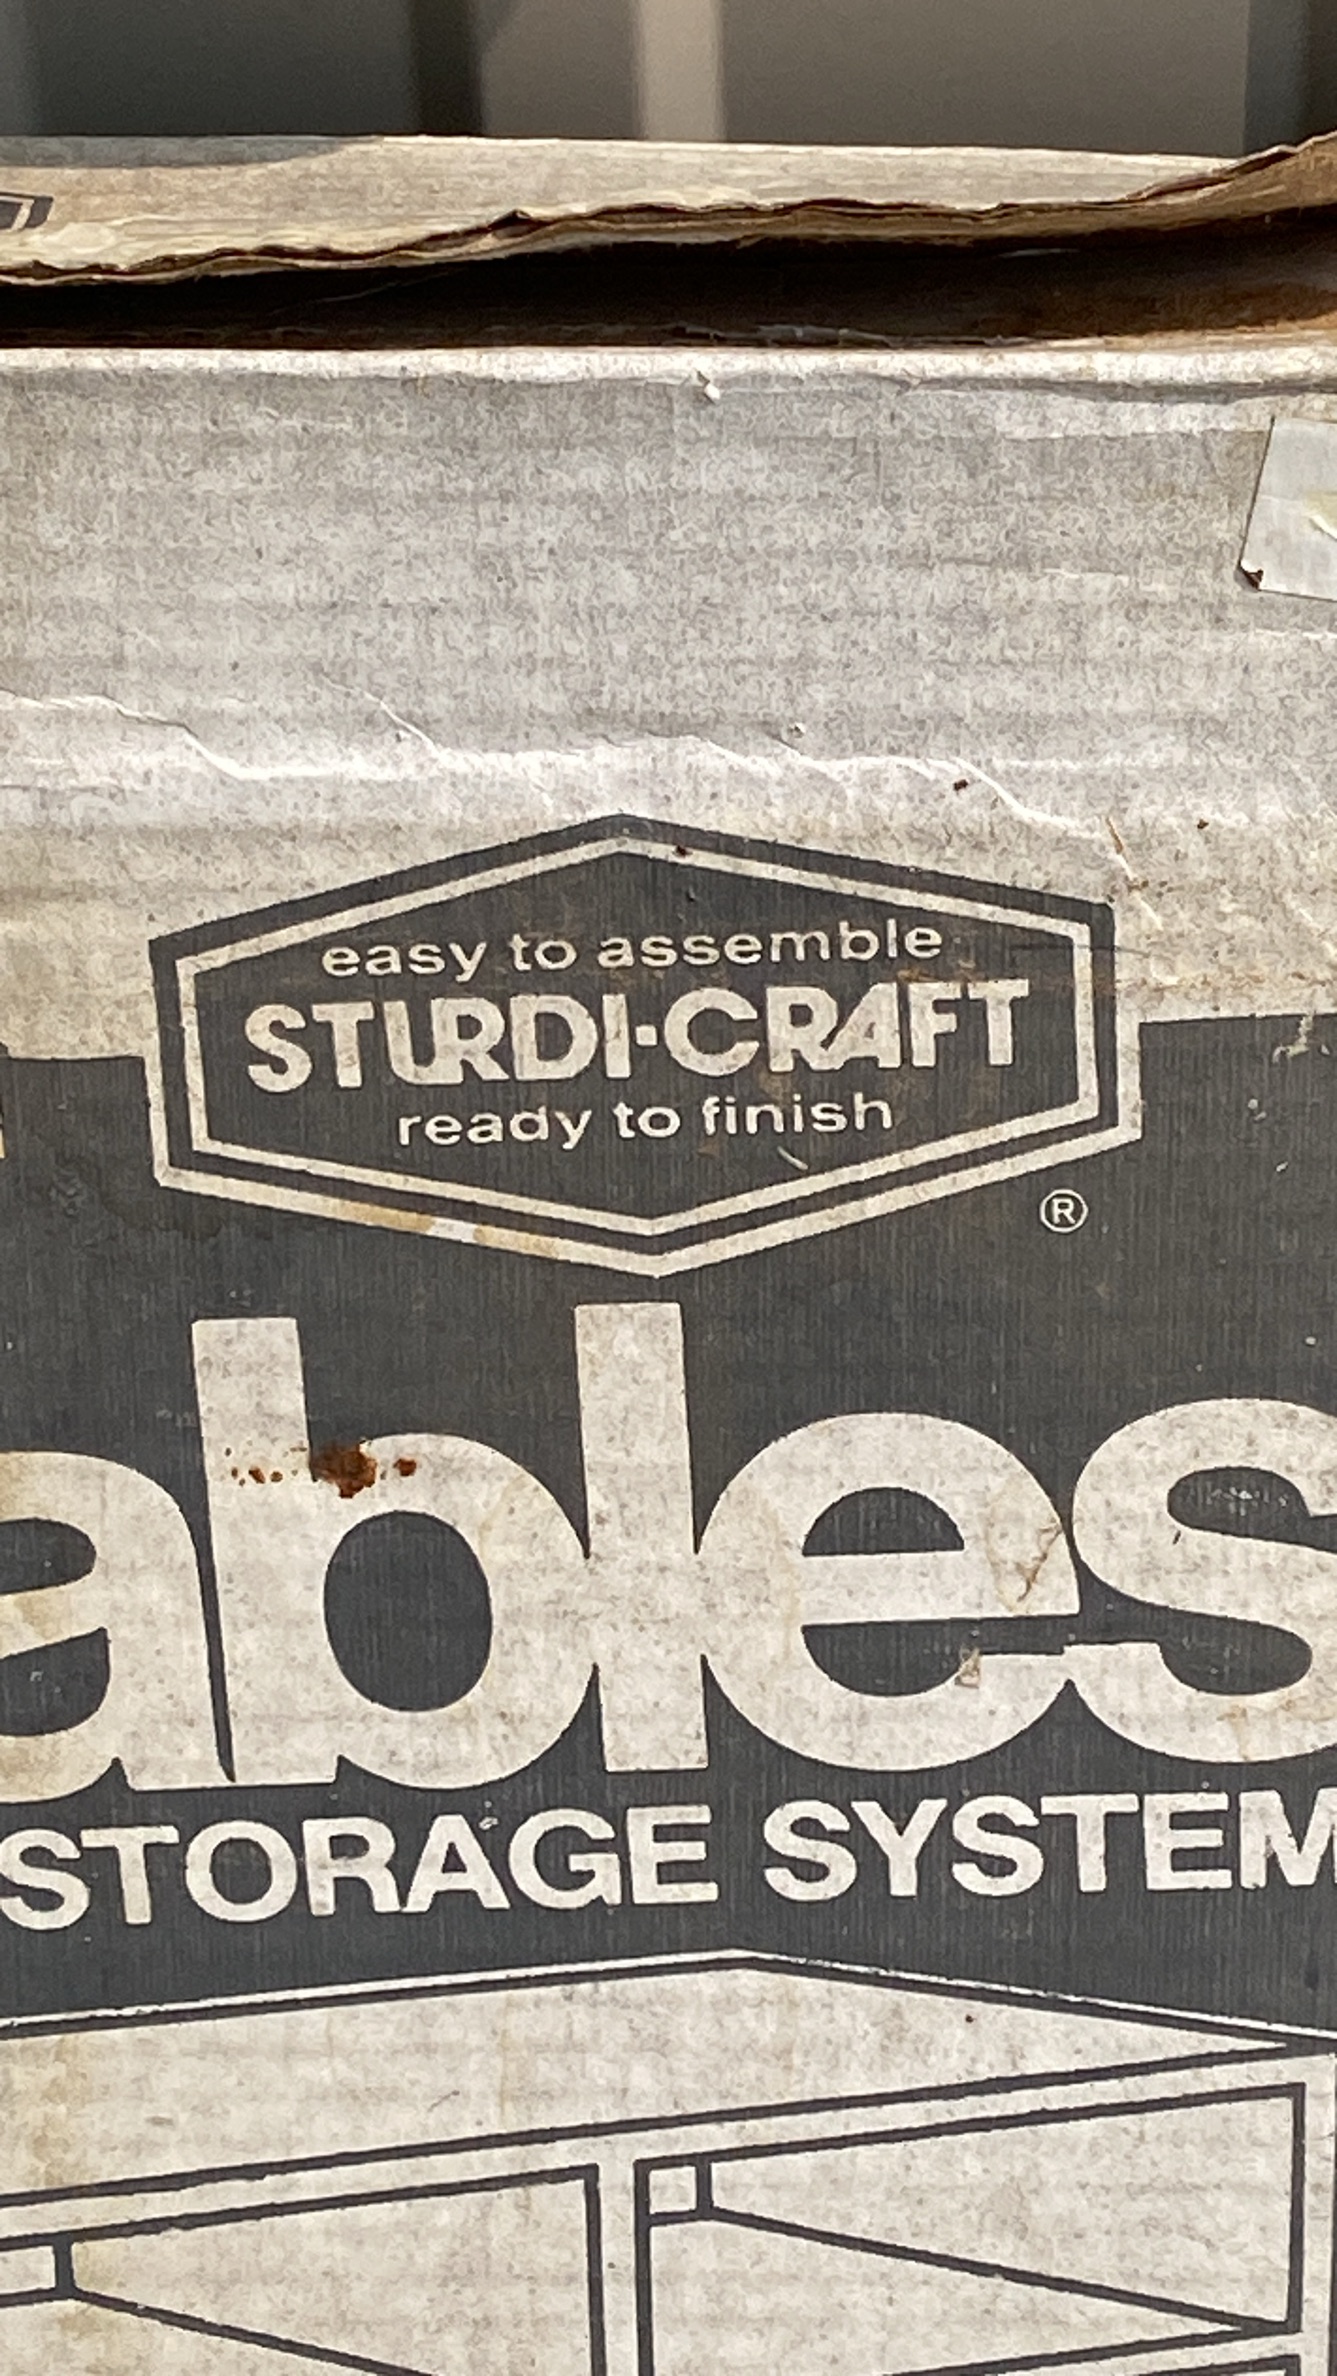 easy to assemble
STURDI·CRAFT
ready to finish
®
ables
STORAGE SYSTEM